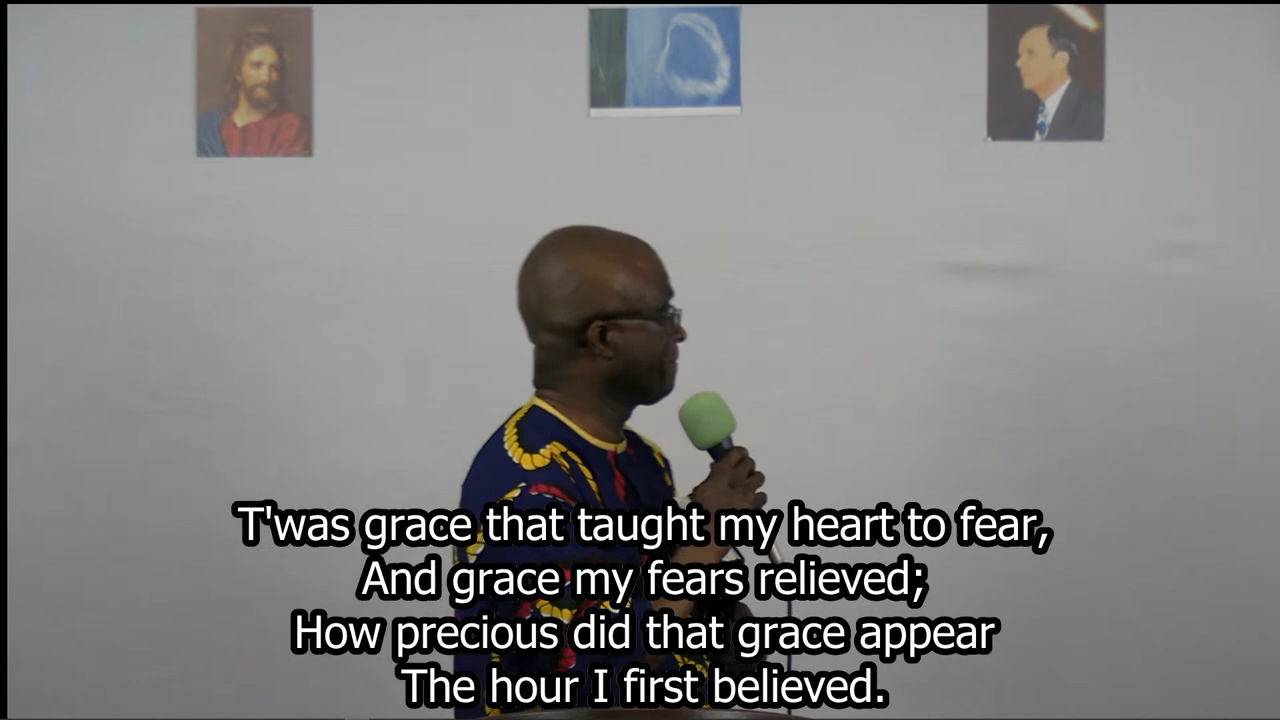 T'was grace that taught my heart to fear,
And grace my fears relieved;
How precious did that grace appear
The hour I first believed.